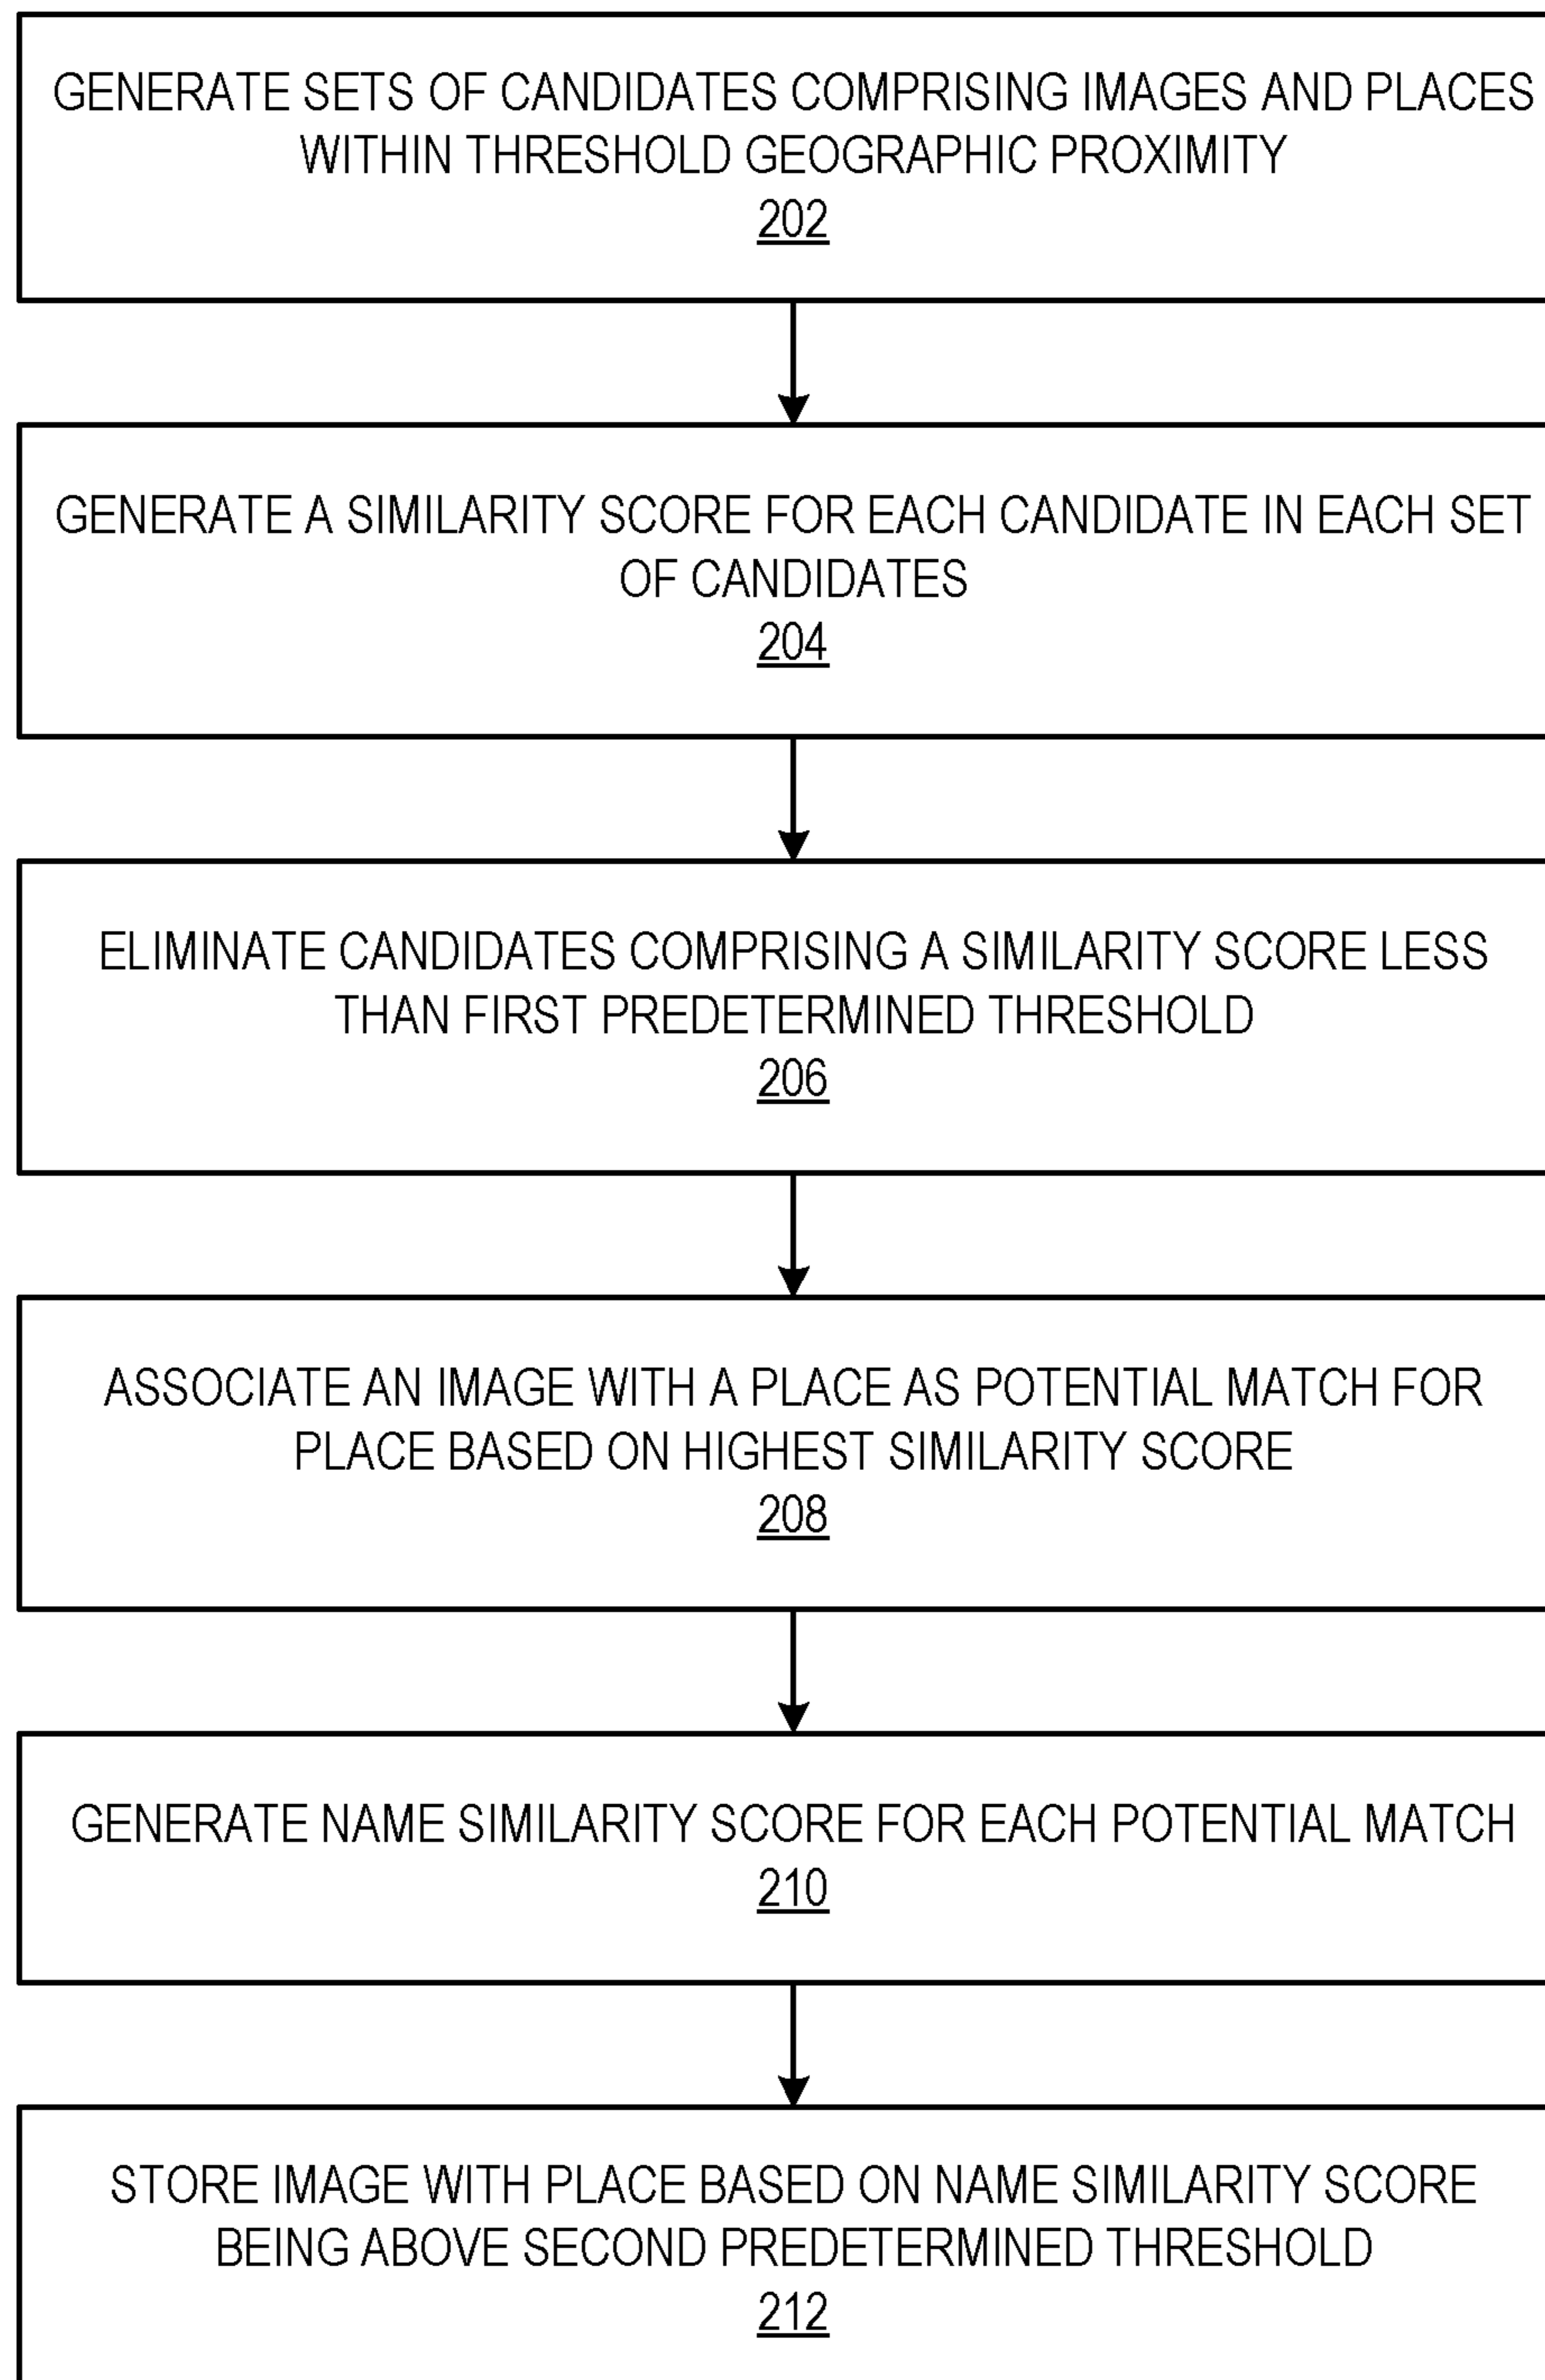 GENERATE SETS OF CANDIDATES COMPRISING IMAGES AND PLACES
WITHIN THRESHOLD GEOGRAPHIC PROXIMITY
202
GENERATE A SIMILARITY SCORE FOR EACH CANDIDATE IN EACH SET
OF CANDIDATES
204
ELIMINATE CANDIDATES COMPRISING A SIMILARITY SCORE LESS
THAN FIRST PREDETERMINED THRESHOLD
206
ASSOCIATE AN IMAGE WITH A PLACE AS POTENTIAL MATCH FOR
PLACE BASED ON HIGHEST SIMILARITY SCORE
208
GENERATE NAME SIMILARITY SCORE FOR EACH POTENTIAL MATCH
210
STORE IMAGE WITH PLACE BASED ON NAME SIMILARITY SCORE
BEING ABOVE SECOND PREDETERMINED THRESHOLD
212